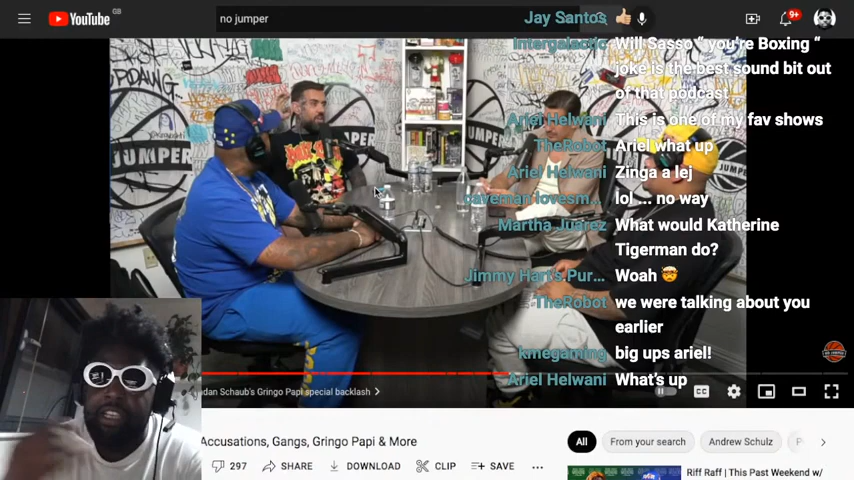 YouTube GB
no jumper
9+
Jay Santos 👍🏼
Intergalactic Will Sasso " you're Boxing "
joke is the best sound bit out
of that podcast
Ariel Helwani This is one of my fav shows
TheRobot Ariel what up
Ariel Helwani Zinga a lej
caveman lovesm... lol ... no way
Martha Juarez What would Katherine
Tigerman do?
Jimmy Hart's Pur... Woah 🤯
TheRobot we were talking about you
earlier
kmegaming big ups ariel!
Ariel Helwani What's up
JUMPER
JUMPER
JUMPER
dan Schaub's Gringo Papi special backlash
Accusations, Gangs, Gringo Papi & More
297 SHARE DOWNLOAD CLIP SAVE ...
All From your search Andrew Schulz
Riff Raff | This Past Weekend w/